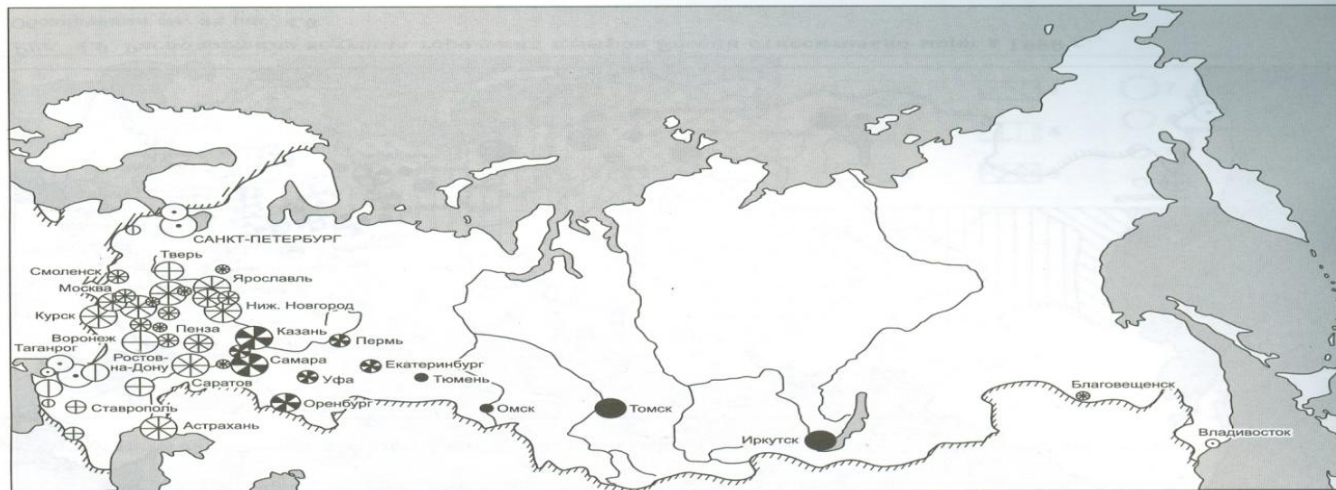 САНКТ-ПЕТЕРБУРГ
Тверь
Смоленск
Ярославль
Москва
Ниж. Новгород
Курск
Казань
Пенза
Пермь
Воронеж
Таганрог
Ростов-
на-Дону
Самара
Екатеринбург
Уфа
Тюмень
Саратов
Благовещенск
Ставрополь
Оренбург
Омск
Томск
Астрахань
Иркутск
Владивосток